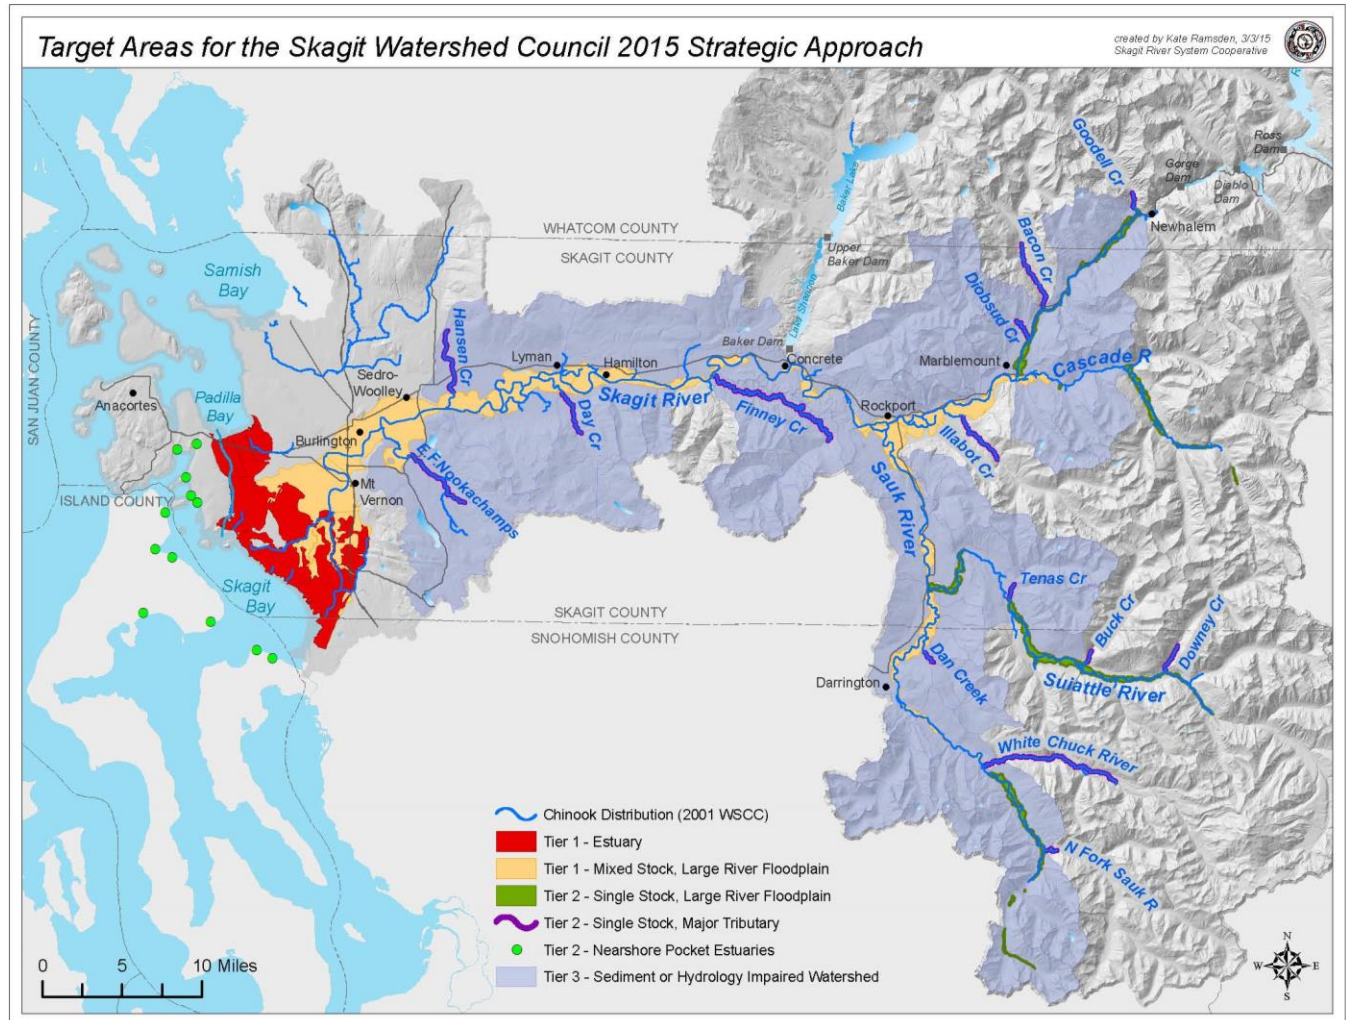 Target Areas for the Skagit Watershed Council 2015 Strategic Approach
created by Kate Ramsden, 3/3/15
Skagit River System Cooperative
Goodell Cr
Ross
Dam
Gorge
Dam
Diablo
Dam
Newhalem
Baker Lake
WHATCOM COUNTY
SKAGIT COUNTY
Upper
Baker Dam
Bacon Cr
Samish
Bay
Diobsud Cr
Lake Shannon
SAN JUAN COUNTY
Hansen Cr
Baker Dam
Lyman
Hamilton
Concrete
Marblemount
Cascade R
Sedro-
Woolley
Anacortes
Padilla
Bay
Skagit River
Day Cr
Finney Cr
Rockport
Illabot Cr
Burlington
E.F.Nookachamps
Mt
Vernon
ISLAND COUNTY
Sauk River
Skagit
Bay
Tenas Cr
SKAGIT COUNTY
SNOHOMISH COUNTY
Buck Cr
Downey Cr
Dan Creek
Darrington
Suiattle River
White Chuck River
N Fork Sauk R
Chinook Distribution (2001 WSCC)
Tier 1 - Estuary
Tier 1 - Mixed Stock, Large River Floodplain
Tier 2 - Single Stock, Large River Floodplain
Tier 2 - Single Stock, Major Tributary
Tier 2 - Nearshore Pocket Estuaries
Tier 3 - Sediment or Hydrology Impaired Watershed
0 5 10 Miles
N
W E
S